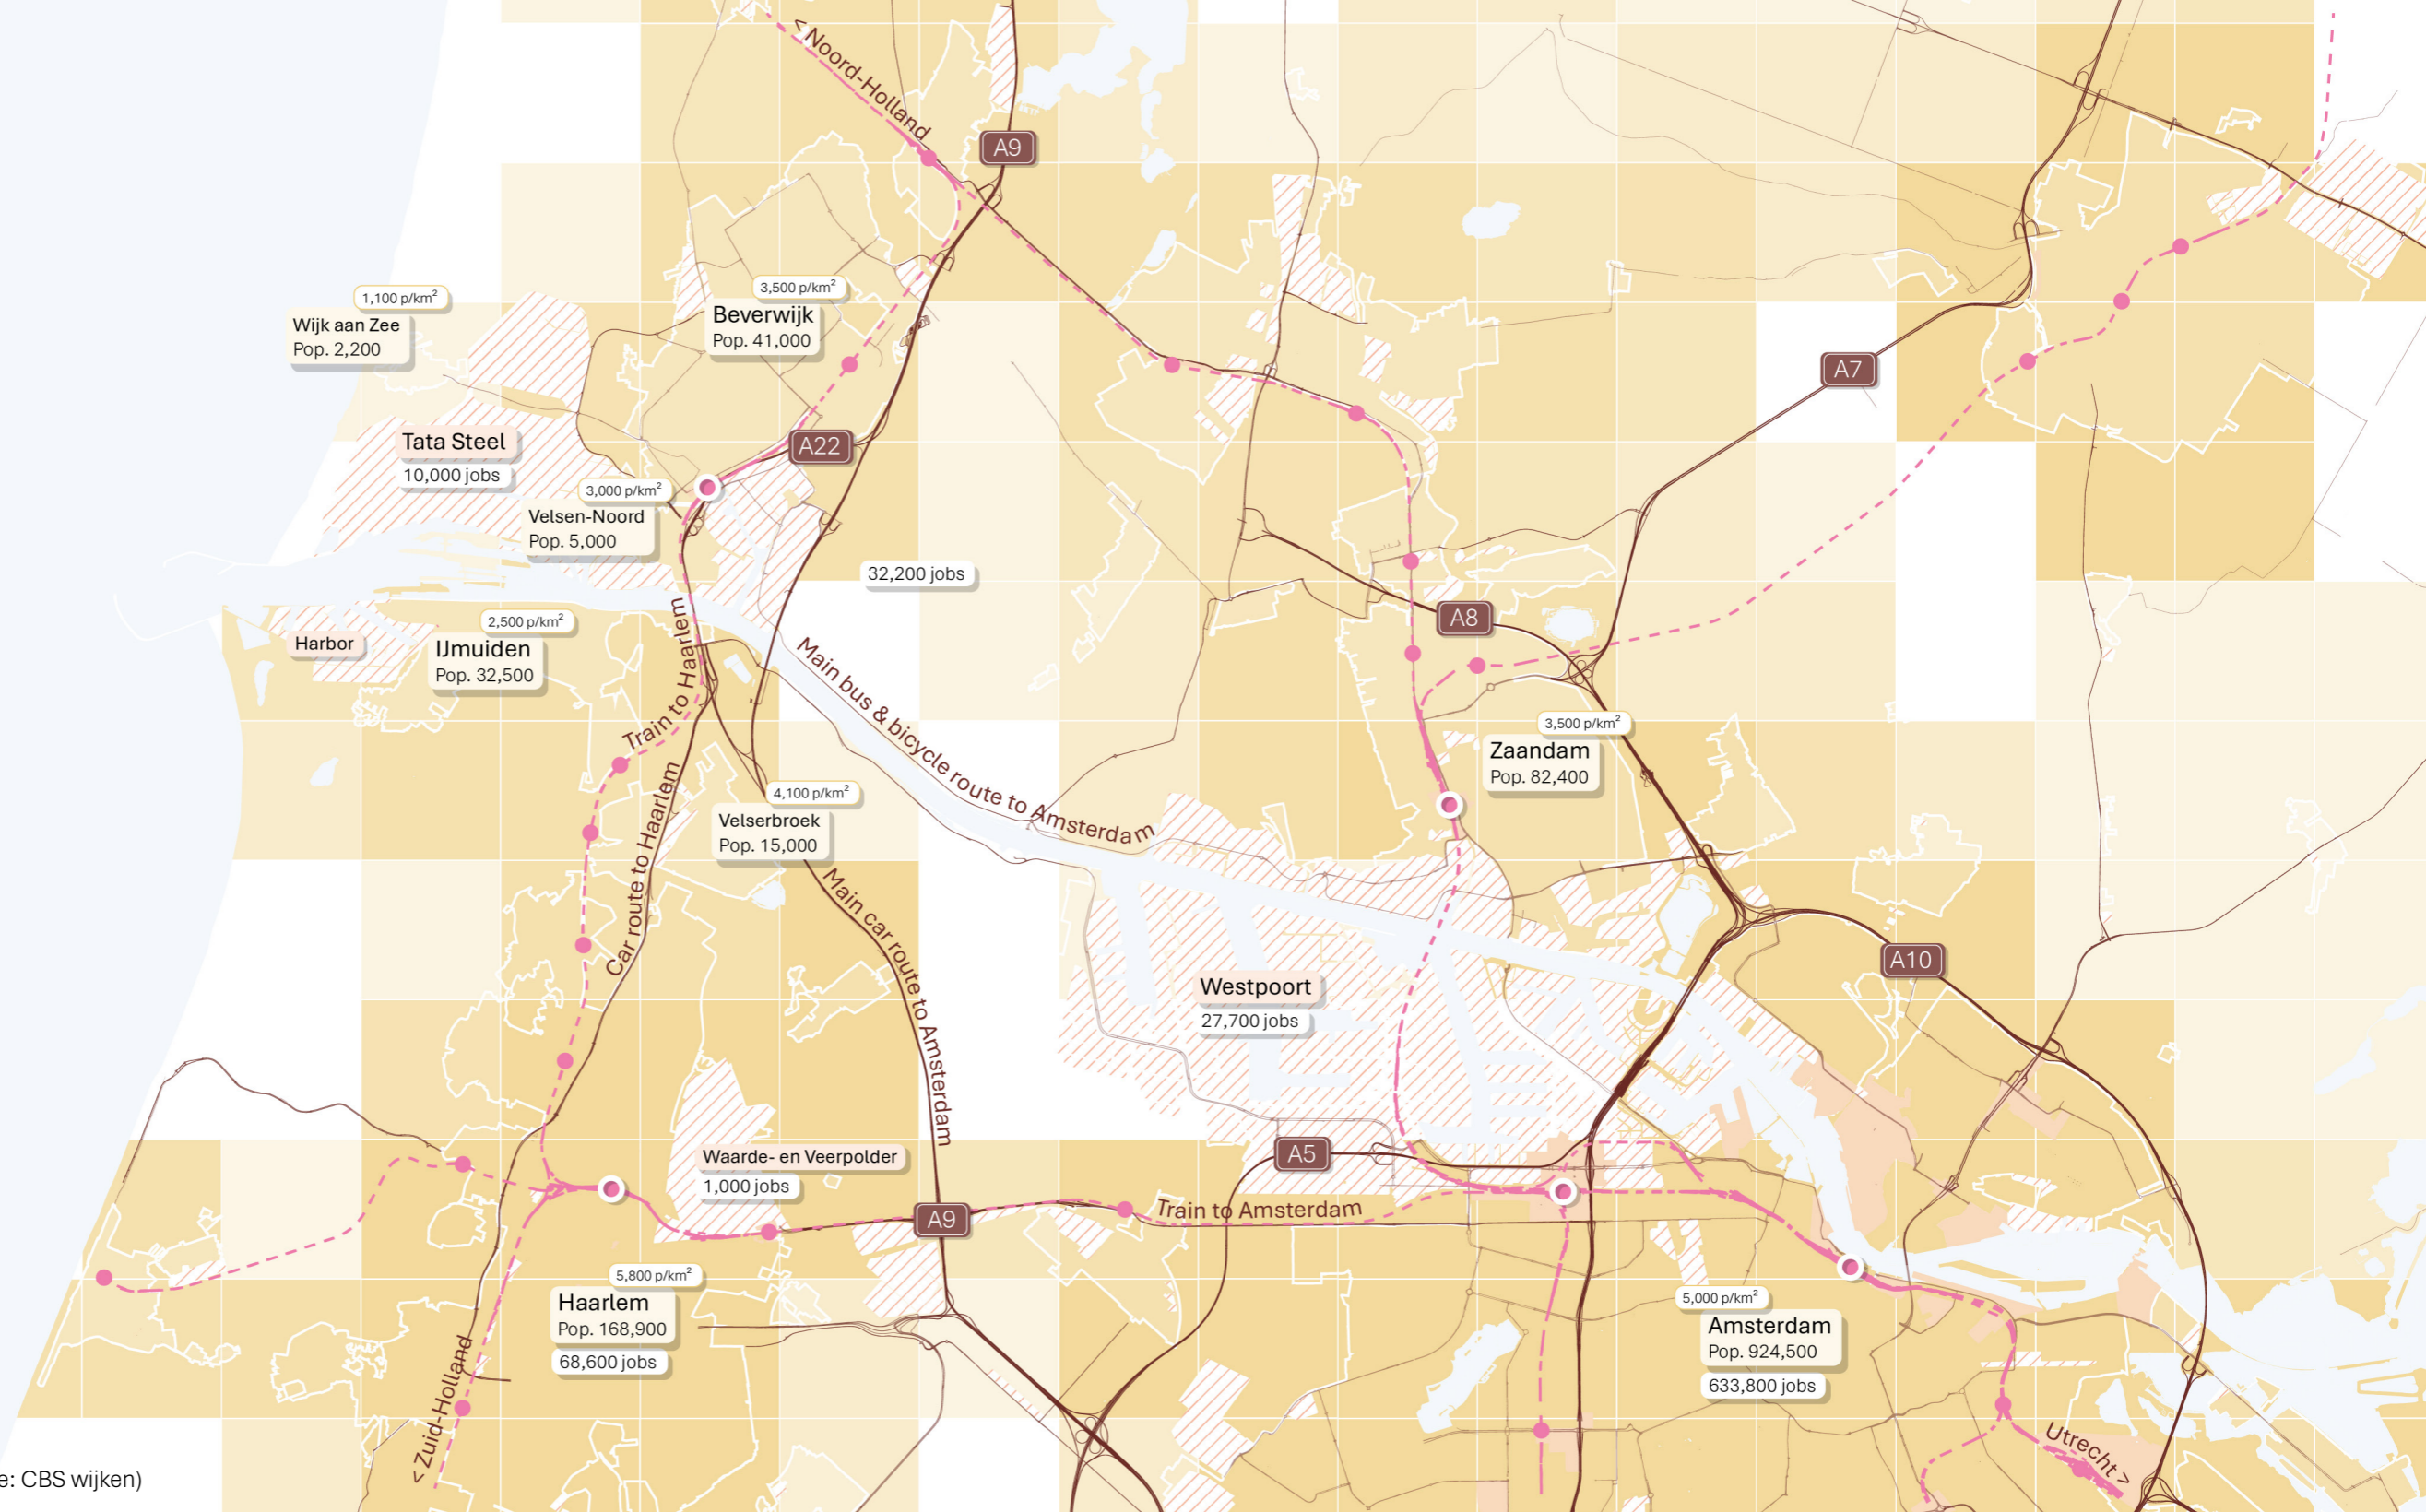 < Noord-Holland
A9
1,100 p/km²
Wijk aan Zee
Pop. 2,200
3,500 p/km²
Beverwijk
Pop. 41,000
A7
Tata Steel
10,000 jobs
A22
3,000 p/km²
Velsen-Noord
Pop. 5,000
32,200 jobs
A8
Harbor
2,500 p/km²
IJmuiden
Pop. 32,500
Train to Haarlem
Main bus & bicycle route to Amsterdam
3,500 p/km²
Zaandam
Pop. 82,400
Car route to Haarlem
4,100 p/km²
Velserbroek
Pop. 15,000
Main car route to Amsterdam
A10
Westpoort
27,700 jobs
Waarde- en Veerpolder
1,000 jobs
A5
A9
Train to Amsterdam
5,800 p/km²
Haarlem
Pop. 168,900
68,600 jobs
5,000 p/km²
Amsterdam
Pop. 924,500
633,800 jobs
< Zuid-Holland
Utrecht >
e: CBS wijken)